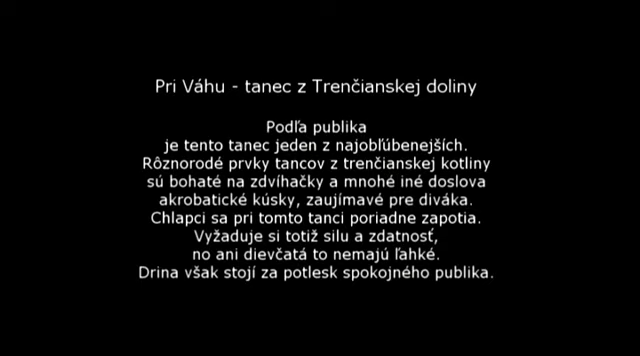 Pri Váhu - tanec z Trenčianskej doliny
Podľa publika
je tento tanec jeden z najobľúbenejších.
Rôznorodé prvky tancov z trenčianskej kotliny
sú bohaté na zdvíhačky a mnohé iné doslova
akrobatické kúsky, zaujímavé pre diváka.
Chlapci sa pri tomto tanci poriadne zapotia.
Vyžaduje si totiž silu a zdatnosť,
no ani dievčatá to nemajú ľahké.
Drina však stojí za potlesk spokojného publika.